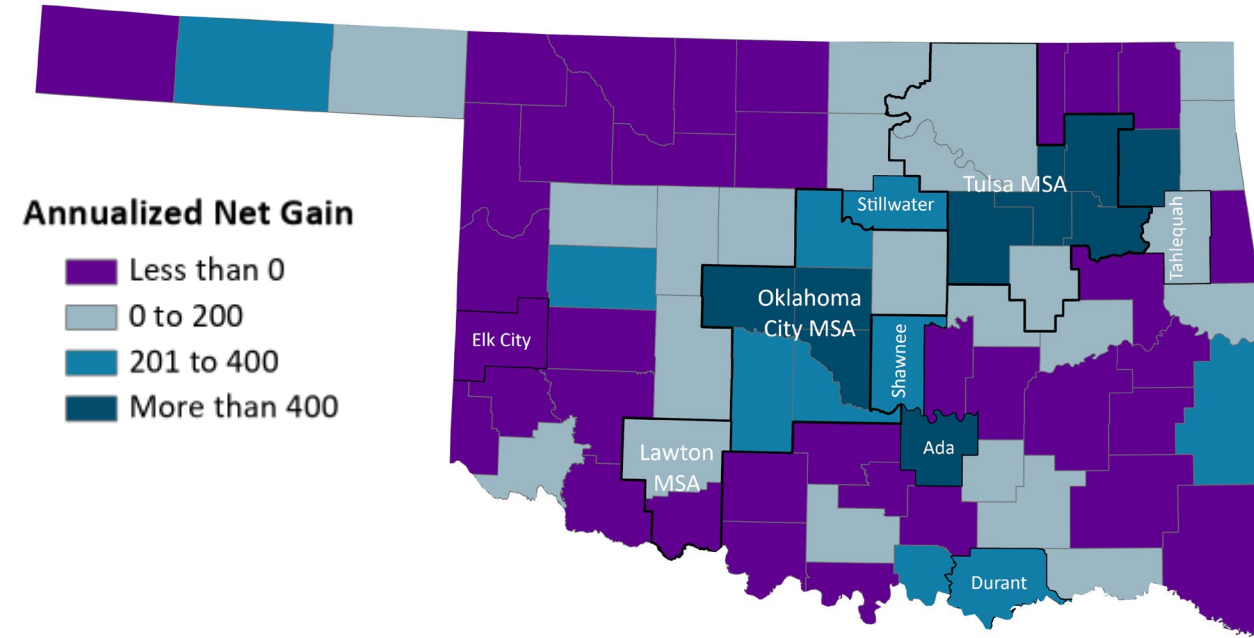 Annualized Net Gain
Less than 0
0 to 200
201 to 400
More than 400
Tulsa MSA
Stillwater
Tahlequah
Oklahoma
City MSA
Elk City
Shawnee
Lawton
MSA
Ada
Durant